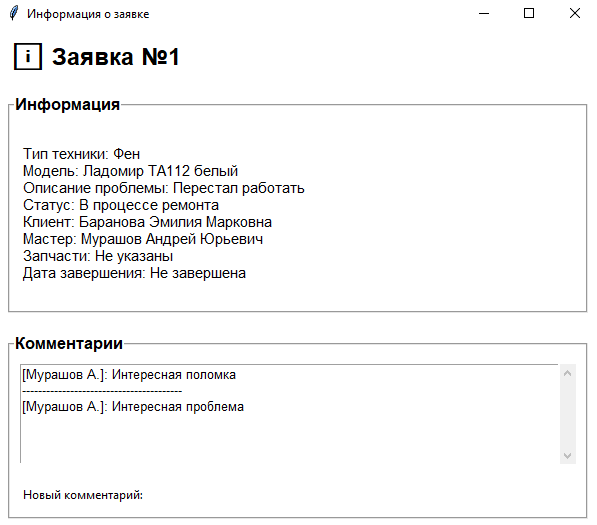 Информация о заявке
i Заявка №1
Информация
Тип техники: Фен
Модель: Ладомир ТА112 белый
Описание проблемы: Перестал работать
Статус: В процессе ремонта
Клиент: Баранова Эмилия Марковна
Мастер: Мурашов Андрей Юрьевич
Запчасти: Не указаны
Дата завершения: Не завершена
Комментарии
[Мурашов А.]: Интересная поломка
----------------------------------------
[Мурашов А.]: Интересная проблема
Новый комментарий: